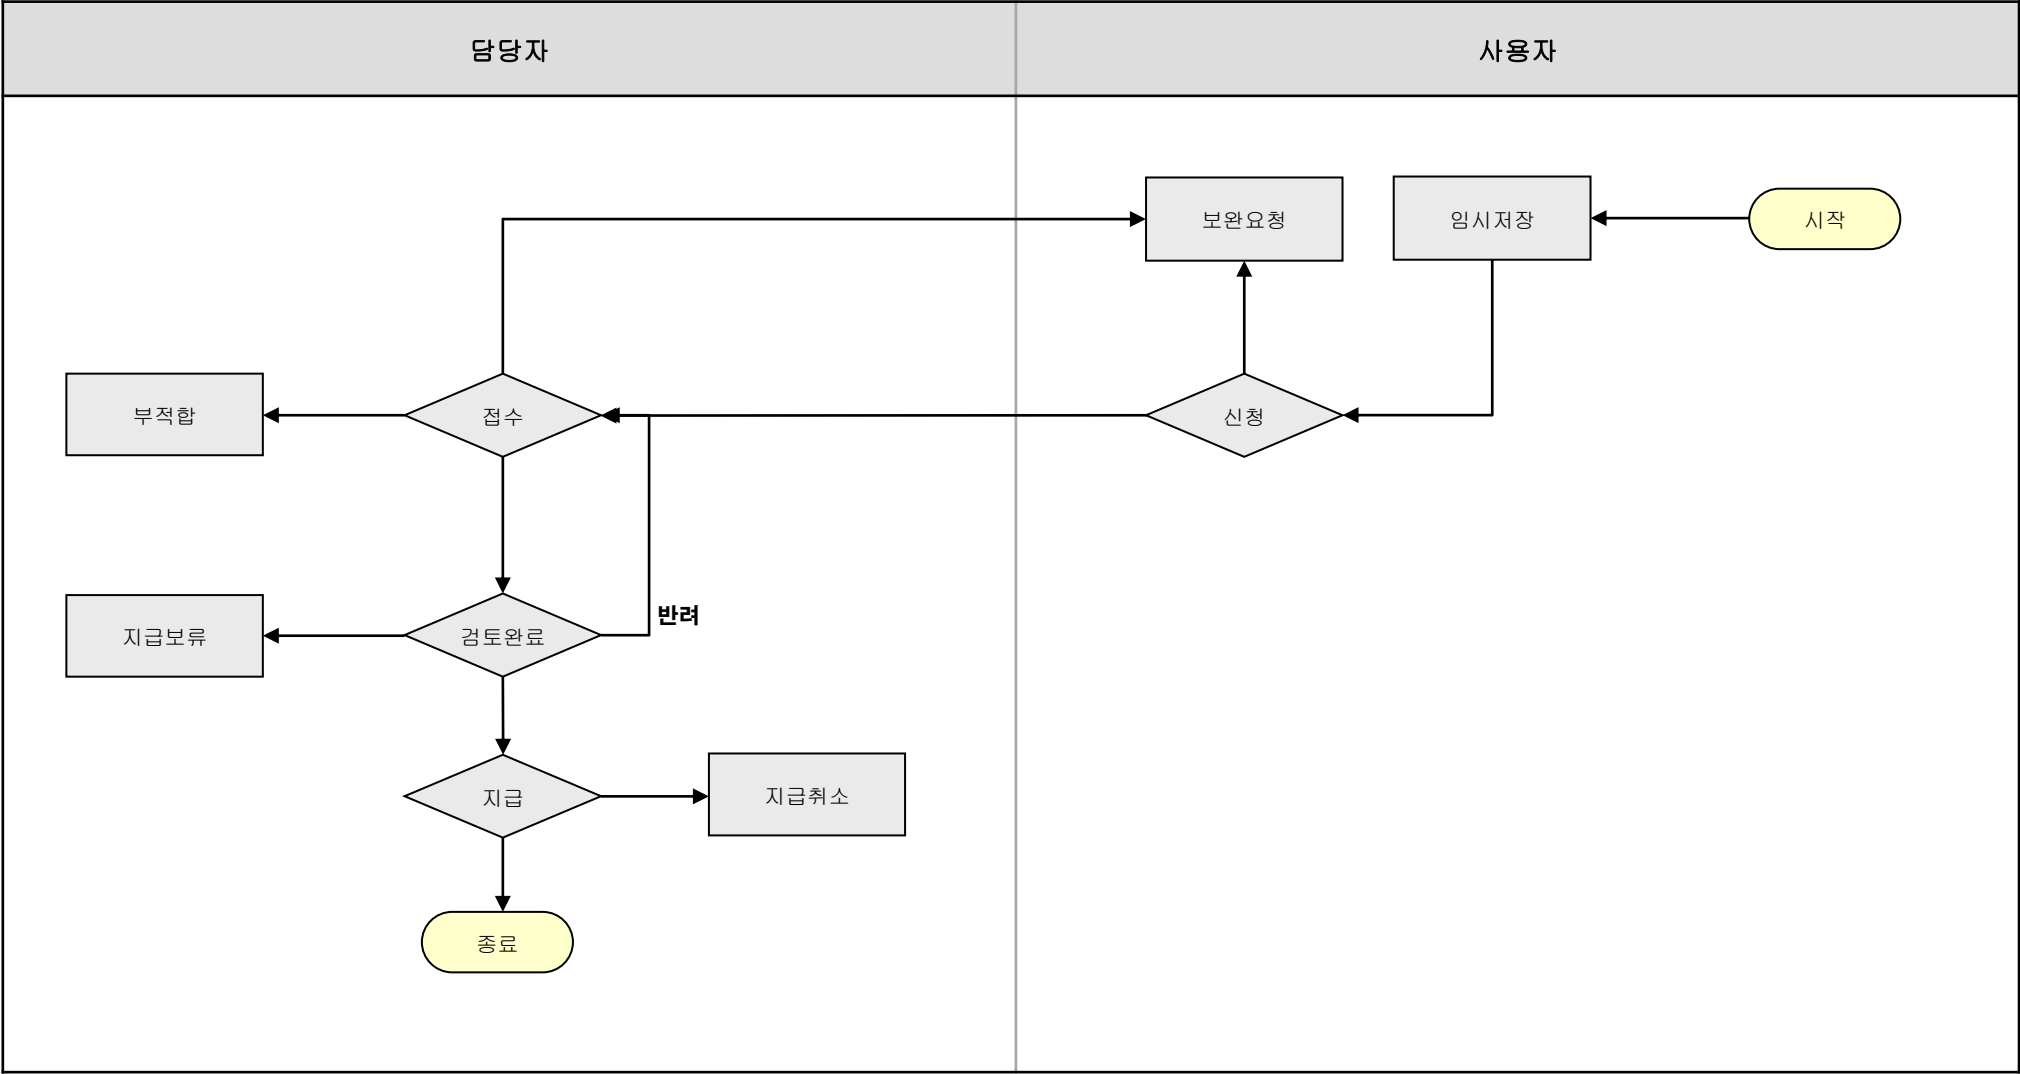 담당자
사용자
보완요청
임시저장
시작
부적합
접수
신청
지급보류
검토완료
반려
지급
지급취소
종료